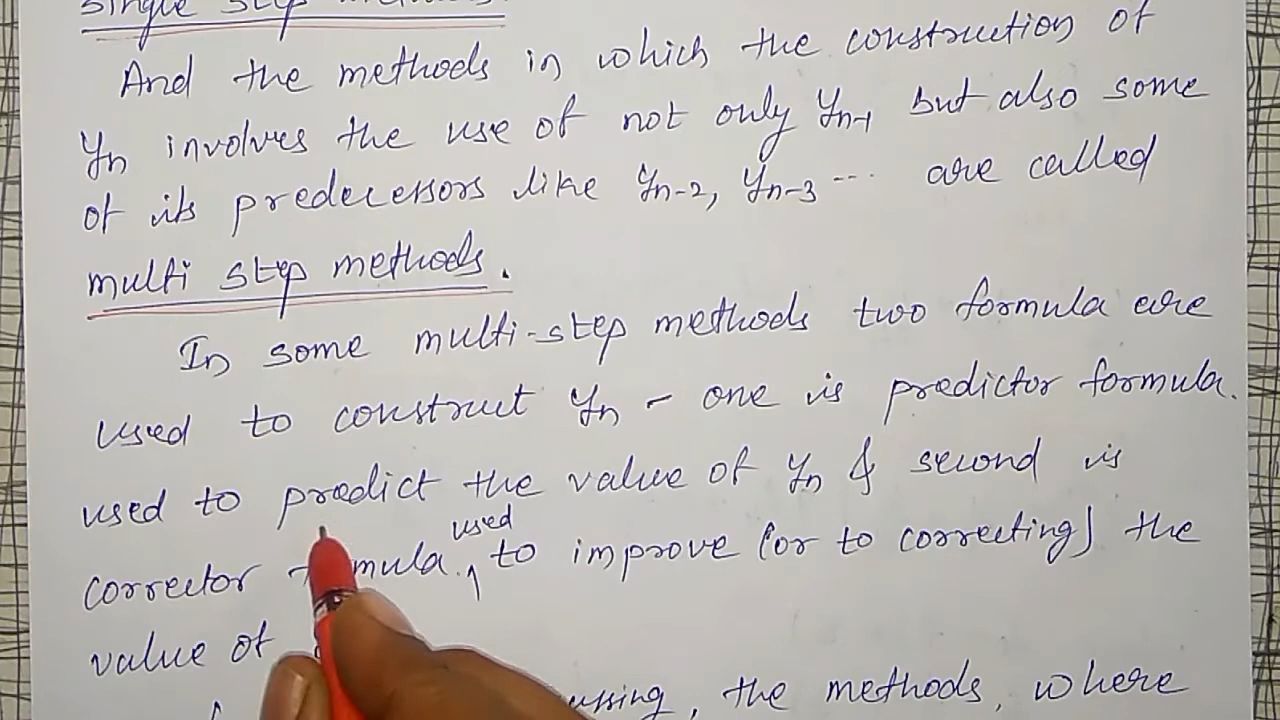 single step methods.
And the methods in which the construction of
yn involves the use of not only yn-1 but also some
of its predecessors like yn-2, yn-3 --- are called
multi step methods.
In some multi-step methods two formula are
used to construct yn - one is predictor formula.
used to predict the value of yn & second is
corrector mula. used to improve (or to correcting) the
value of
the methods, where